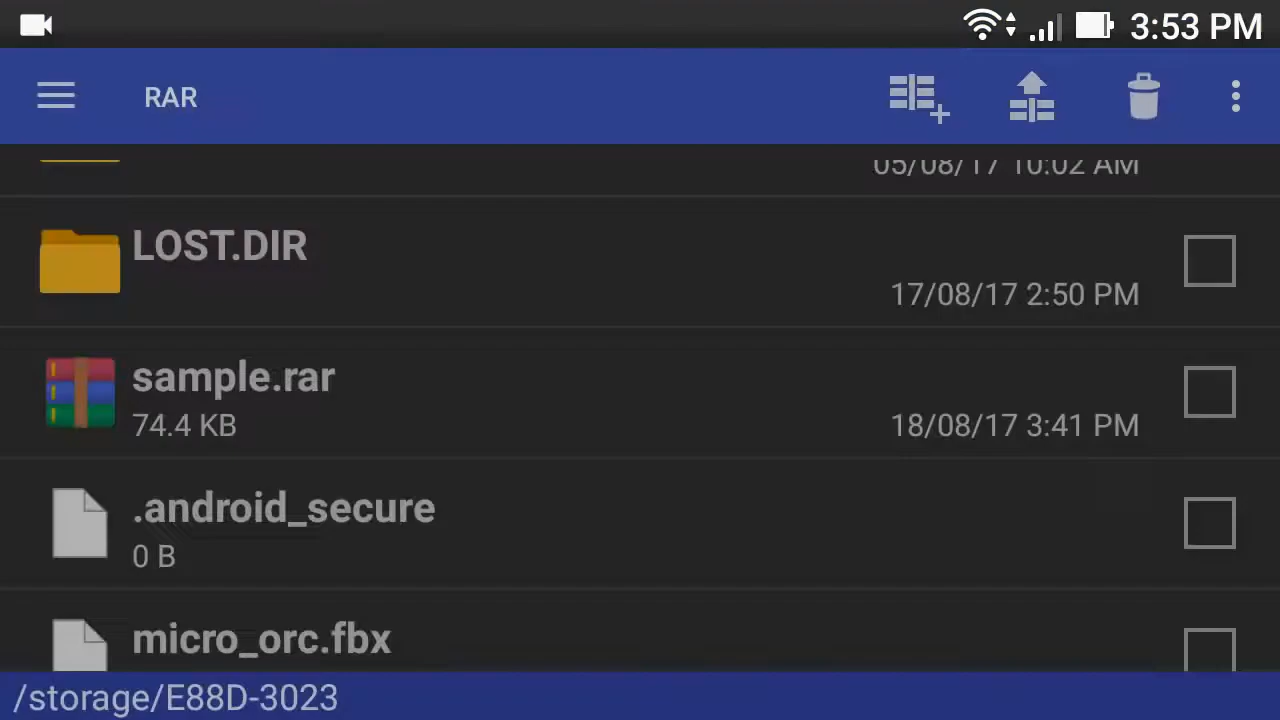 3:53 PM
RAR
05/08/17 10:02 AM
LOST.DIR
17/08/17 2:50 PM
sample.rar
74.4 KB
18/08/17 3:41 PM
.android_secure
0 B
micro_orc.fbx
/storage/E88D-3023